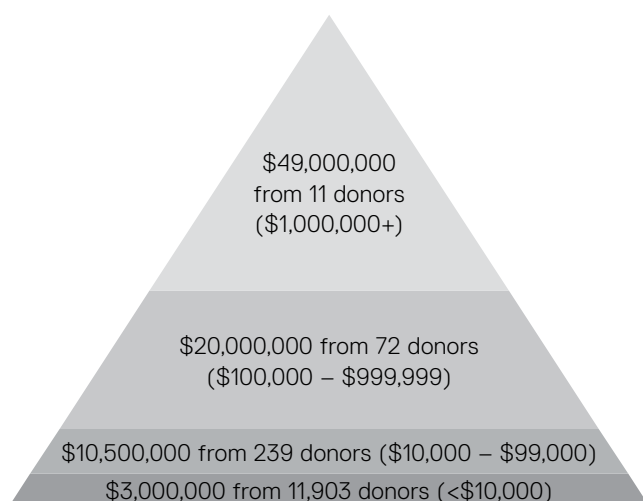 $49,000,000
from 11 donors
($1,000,000+)
$20,000,000 from 72 donors
($100,000 – $999,999)
$10,500,000 from 239 donors ($10,000 – $99,000)
$3,000,000 from 11,903 donors (<$10,000)